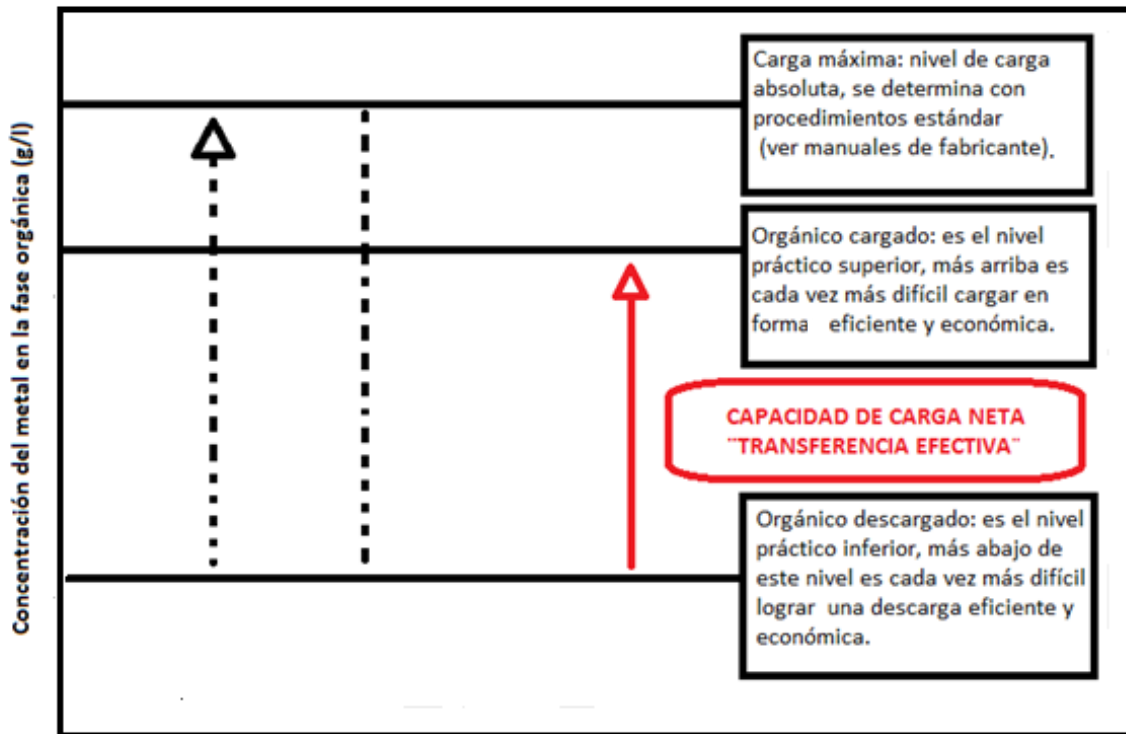 Concentración del metal en la fase orgánica (g/l)
Carga máxima: nivel de carga
absoluta, se determina con
procedimientos estándar
(ver manuales de fabricante).
Orgánico cargado: es el nivel
práctico superior, más arriba es
cada vez más difícil cargar en
forma eficiente y económica.
CAPACIDAD DE CARGA NETA
¨TRANSFERENCIA EFECTIVA¨
Orgánico descargado: es el nivel
práctico inferior, más abajo de
este nivel es cada vez más difícil
lograr una descarga eficiente y
económica.